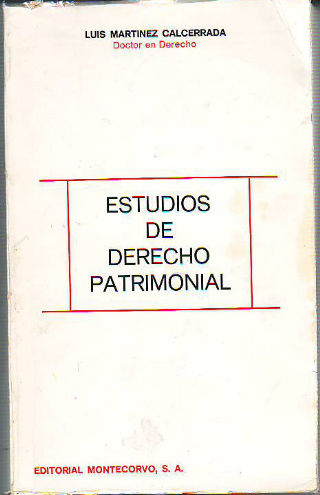 LUIS MARTINEZ CALCERRADA
Doctor en Derecho
ESTUDIOS
DE
DERECHO
PATRIMONIAL
EDITORIAL MONTECORVO, S. A.